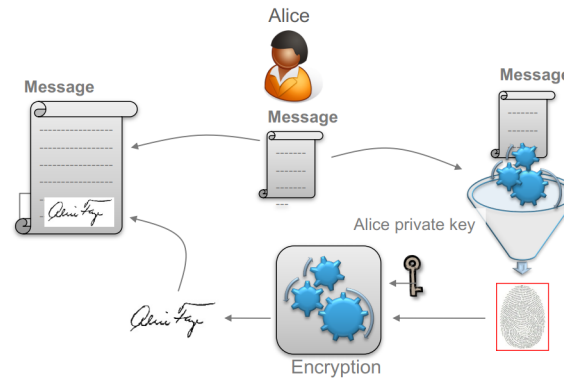 Alice
Message
Message
Message
Alice private key
Encryption